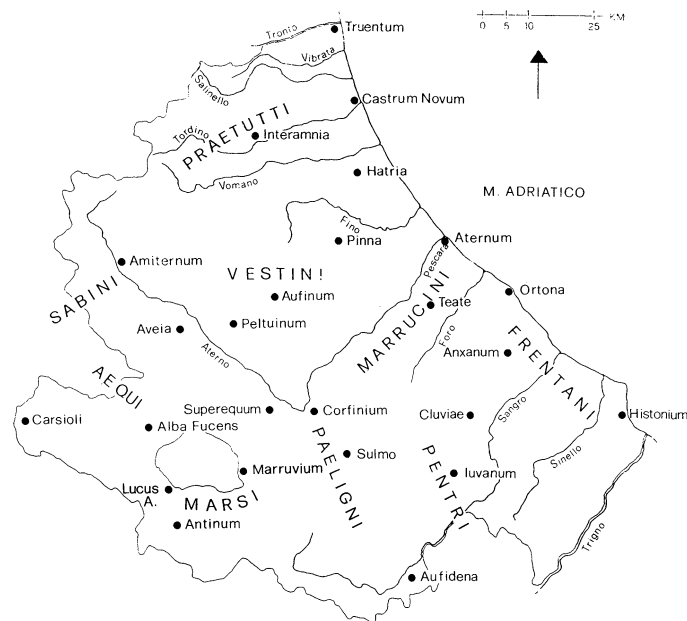 Tronto
Truentum
KM
0 5 15 25
Vibrata
Salinello
Castrum Novum
PRAETUTTI
Tordino
Interamnia
Hatria
Vomano
M. ADRIATICO
Fino
Pinna
Aternum
Pescara
Amiternum
VESTIN!
SABINI
Aufinum
Ortona
MARRUCINI
Teate
Aveia
Peltuinum
Aterno
Foro
Anxanum
FRENTANI
AEQUI
Carsioli
Superequum
Corfinium
Cluviae
Sangro
Histonium
Alba Fucens
PAELIGNI
Sulmo
PENTRI
Sinello
Marruvium
Iuvanum
Lucus
A.
MARSI
Antinum
Trigno
Aufidena